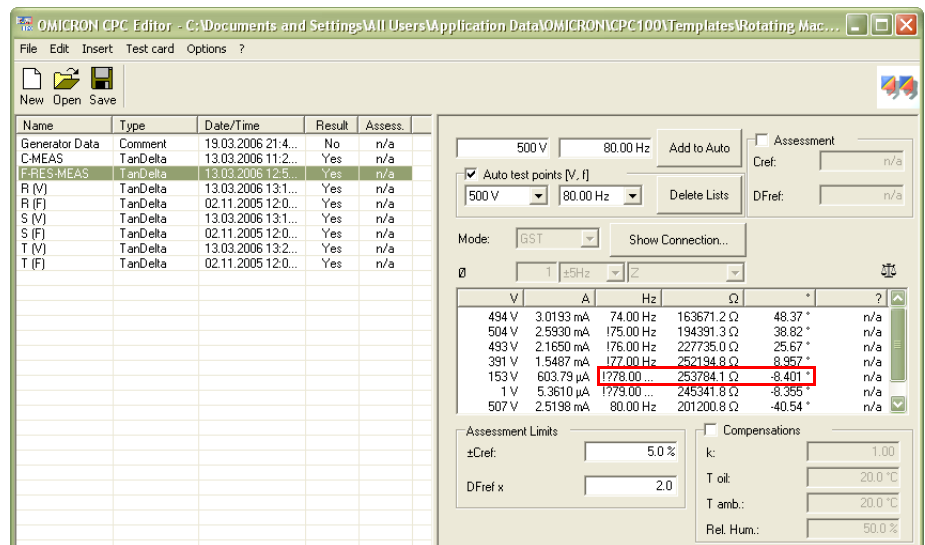 OMICRON CPC Editor - C:\Documents and Settings\All Users\Application Data\OMICRON\CPC100\Templates\Rotating Mac...
File Edit Insert Test card Options ?
New Open Save
Name Type Date/Time Result Assess.
Generator Data Comment 19.03.2006 21:4... No n/a
C-MEAS TanDelta 13.03.2006 11:2... Yes n/a
F-RES-MEAS TanDelta 13.03.2006 12:5... Yes n/a
R (V) TanDelta 13.03.2006 13:1... Yes n/a
R (F) TanDelta 02.11.2005 12:0... Yes n/a
S (V) TanDelta 13.03.2006 13:1... Yes n/a
S (F) TanDelta 02.11.2005 12:0... Yes n/a
T (V) TanDelta 13.03.2006 13:2... Yes n/a
T (F) TanDelta 02.11.2005 12:0... Yes n/a
500 V 80.00 Hz Add to Auto
Auto test points [V, f]
500 V 80.00 Hz Delete Lists
Assessment
Cref: n/a
DFref: n/a
Mode: GST Show Connection...
Ø 1 ±5Hz Z
V A Hz Ω ° ?
494 V 3.0193 mA 74.00 Hz 163671.2 Ω 48.37 ° n/a
504 V 2.5930 mA !75.00 Hz 194391.3 Ω 38.82 ° n/a
493 V 2.1650 mA !76.00 Hz 227735.0 Ω 25.67 ° n/a
391 V 1.5487 mA !77.00 Hz 252194.8 Ω 8.957 ° n/a
153 V 603.79 µA !?78.00 ... 253784.1 Ω -8.401 ° n/a
1 V 5.3610 µA !?79.00 ... 245341.8 Ω -8.355 ° n/a
507 V 2.5198 mA 80.00 Hz 201200.8 Ω -40.54 ° n/a
Assessment Limits
±Cref: 5.0 %
DFref x 2.0
Compensations
k: 1.00
T oil: 20.0 °C
T amb.: 20.0 °C
Rel. Hum.: 50.0 %